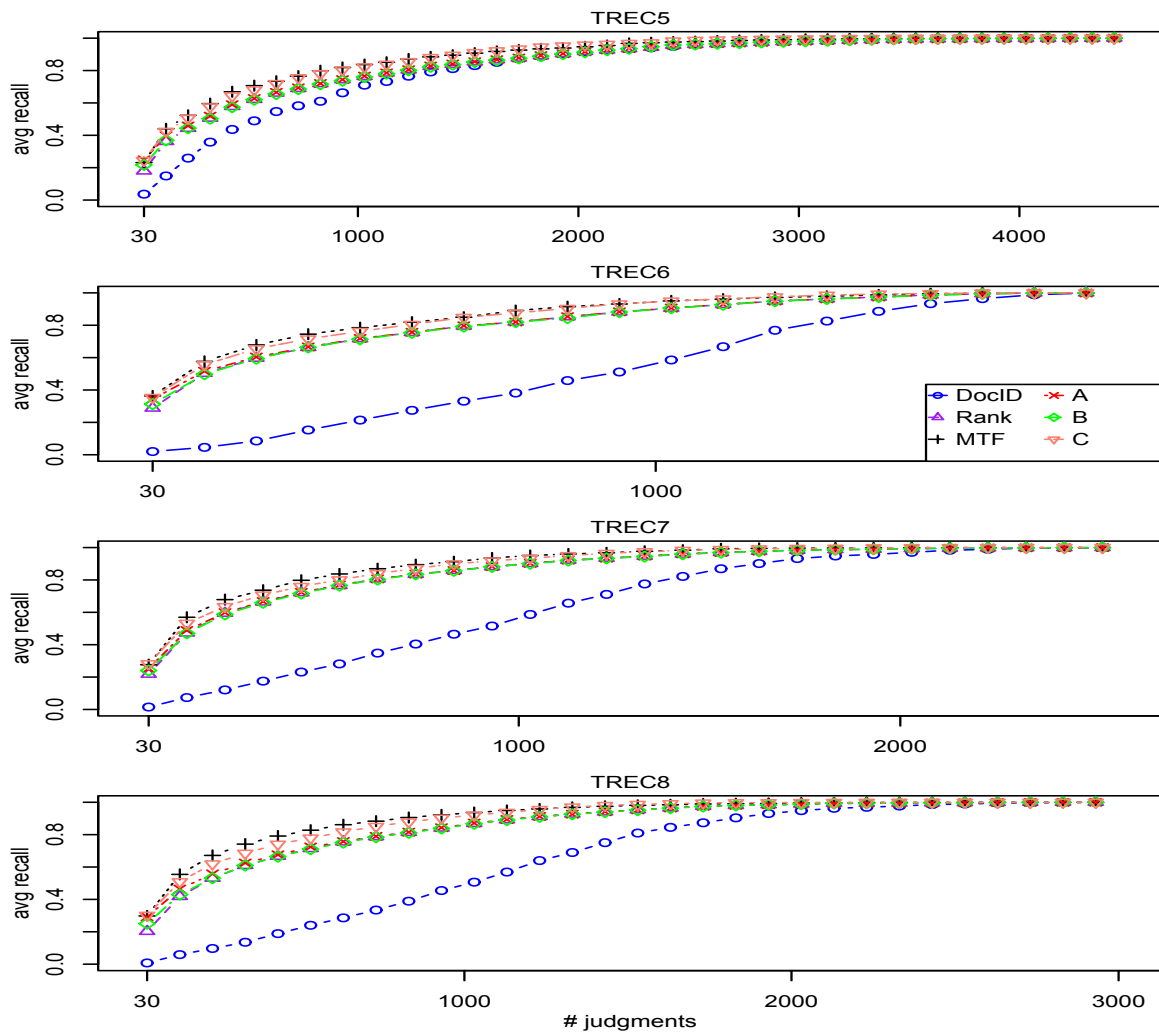 TREC5
avg recall
0.0 0.4 0.8
30 1000 2000 3000 4000
TREC6
avg recall
0.0 0.4 0.8
DocID A
Rank B
MTF C
30 1000
TREC7
avg recall
0.0 0.4 0.8
30 1000 2000
TREC8
avg recall
0.0 0.4 0.8
30 1000 2000 3000
# judgments